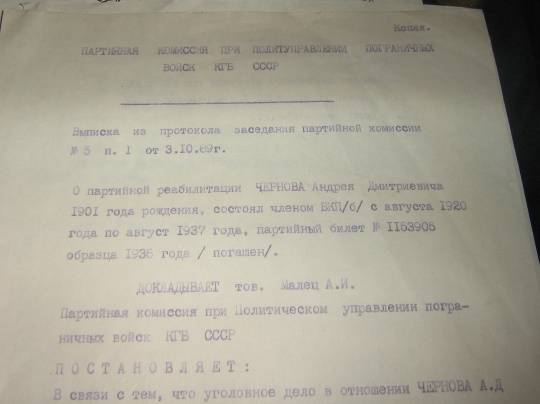 Копия.
ПАРТИЙНАЯ КОМИССИЯ ПРИ ПОЛИТУПРАВЛЕНИИ ПОГРАНИЧНЫХ
ВОЙСК КГБ СССР
Выписка из протокола заседания партийной комиссии
№ 5 п. 1 от 3.10.69г.
О партийной реабилитации ЧЕРНОВА Андрея Дмитриевича
1901 года рождения, состоял членом ВКП/б/ с августа 1920
года по август 1937 года, партийный билет № 1153905
образца 1936 года / погашен/.
ДОКЛАДЫВАЕТ тов. Малец А.И.
Партийная комиссия при Политическом управлении погра-
ничных войск КГБ СССР
П О С Т А Н О В Л Я Е Т :
В связи с тем, что уголовное дело в отношении ЧЕРНОВА А.Д